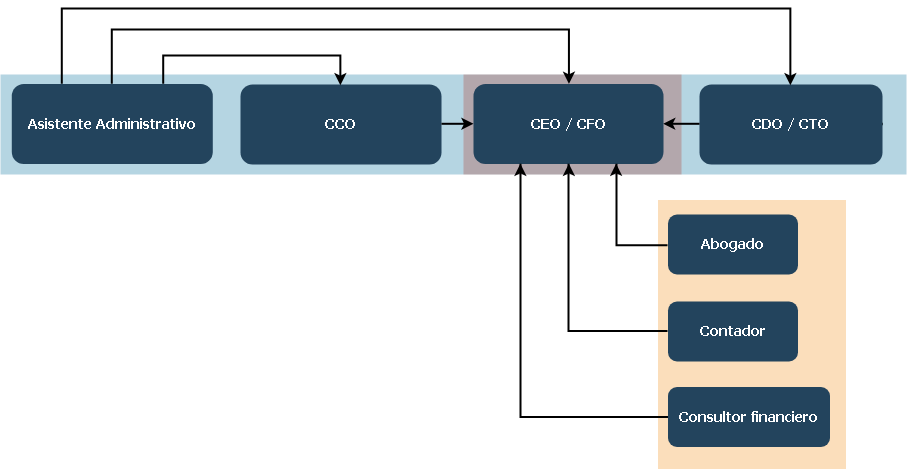 Asistente Administrativo
CCO
CEO / CFO
CDO / CTO
Abogado
Contador
Consultor financiero